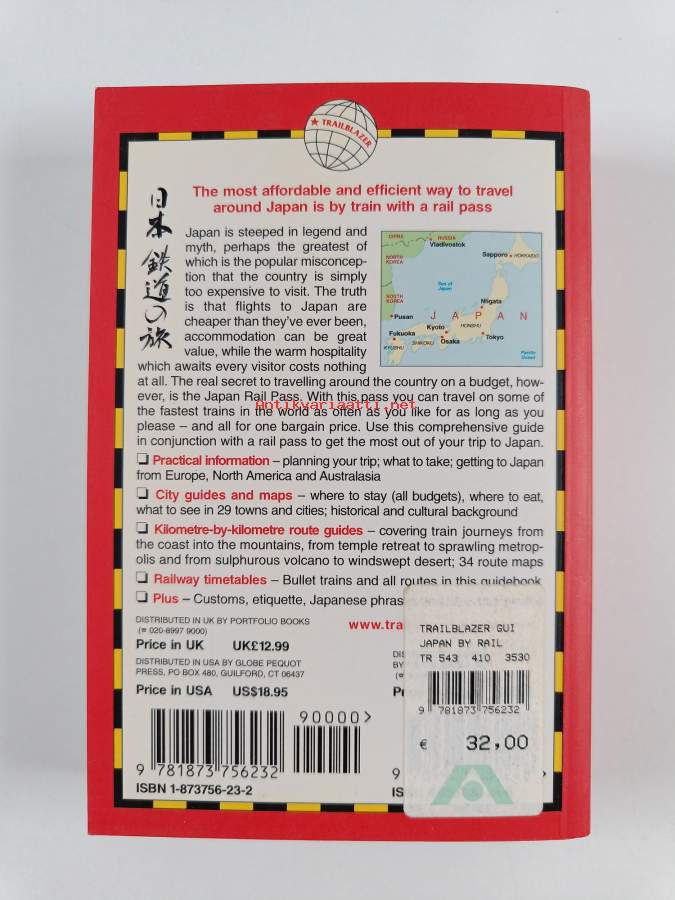 ★ TRAILBLAZER
日本鉄道の旅
The most affordable and efficient way to travel
around Japan is by train with a rail pass
Japan is steeped in legend and
myth, perhaps the greatest of
which is the popular misconcep-
tion that the country is simply
too expensive to visit. The truth
is that flights to Japan are
cheaper than they've ever been,
accommodation can be great
value, while the warm hospitality
which awaits every visitor costs nothing
at all. The real secret to travelling around the country on a budget, how-
ever, is the Japan Rail Pass. With this pass you can travel on some of
the fastest trains in the world as often as you like for as long as you
please – and all for one bargain price. Use this comprehensive guide
in conjunction with a rail pass to get the most out of your trip to Japan.
CHINA
RUSSIA
Vladivostok
NORTH
KOREA
Sapporo
HOKKAIDO
Sea of
Japan
SOUTH
KOREA
Niigata
Pusan
JAPAN
HONSHU
Fukuoka
Kyoto
Tokyo
KYUSHU
SHIKOKU
Osaka
Pacific
Ocean
Antikvariaatti.net
❏ Practical information – planning your trip; what to take; getting to Japan
from Europe, North America and Australasia
❏ City guides and maps – where to stay (all budgets), where to eat,
what to see in 29 towns and cities; historical and cultural background
❏ Kilometre-by-kilometre route guides – covering train journeys from
the coast into the mountains, from temple retreat to sprawling metrop-
olis and from sulphurous volcano to windswept desert; 34 route maps
❏ Railway timetables – Bullet trains and all routes in this guidebook
❏ Plus – Customs, etiquette, Japanese phras
DISTRIBUTED IN UK BY PORTFOLIO BOOKS
(☎ 020-8997 9000)
www.tra
Price in UK UK£12.99
DISTRIBUTED IN USA BY GLOBE PEQUOT
PRESS, PO BOX 480, GUILFORD, CT 06437
Price in USA US$18.95
90000>
9 781873 756232
ISBN 1-873756-23-2
TRAILBLAZER GUI
JAPAN BY RAIL
TR 543 410 3530
9 781873 756232
€ 32,00